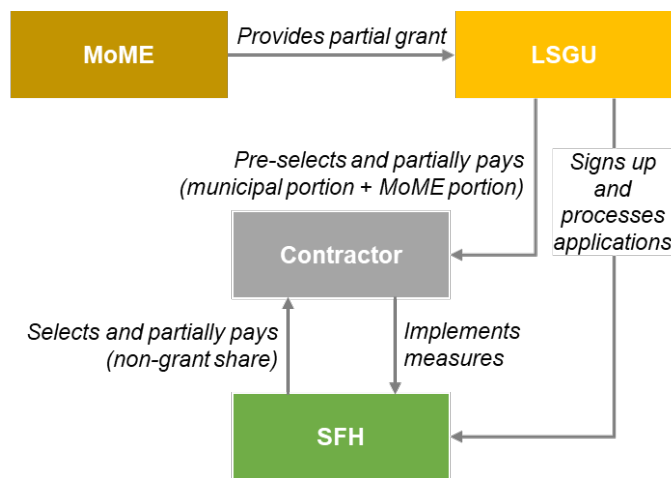 MoME
Provides partial grant
LSGU
Pre-selects and partially pays
(municipal portion + MoME portion)
Signs up
and
processes
applications
Contractor
Selects and partially pays
(non-grant share)
Implements
measures
SFH